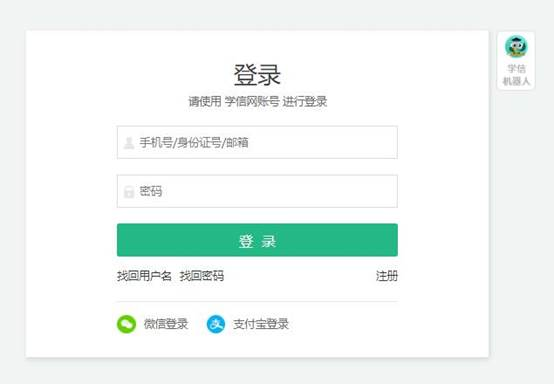 登录
请使用 学信网账号 进行登录
学信
机器人
手机号/身份证号/邮箱
密码
登 录
找回用户名 找回密码 注册
微信登录 支付宝登录